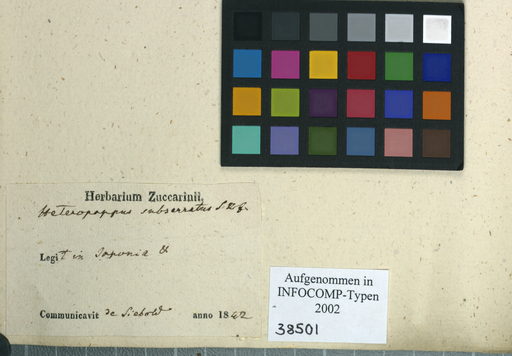 Herbarium Zuccarinii.
Heteropappus subserratus S. & Z.
Legit in Japonia &
Communicavit de Siebold anno 1842
Aufgenommen in
INFOCOMP-Typen
2002
38501